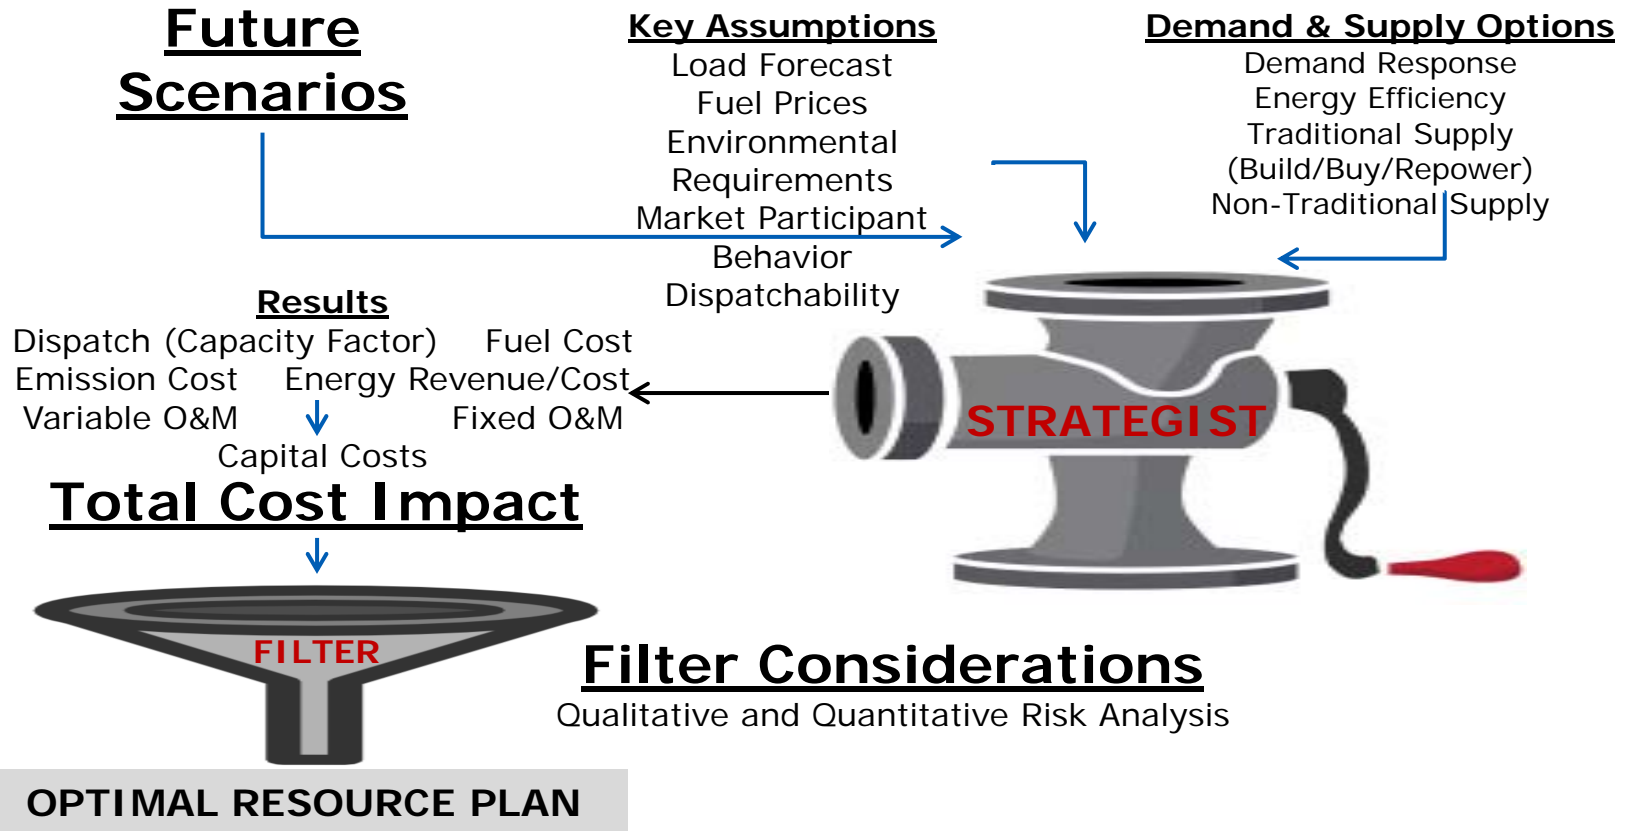 Future
Scenarios
Key Assumptions
Load Forecast
Fuel Prices
Environmental
Requirements
Market Participant
Behavior
Dispatchability
Demand & Supply Options
Demand Response
Energy Efficiency
Traditional Supply
(Build/Buy/Repower)
Non-Traditional Supply
Results
Dispatch (Capacity Factor) Fuel Cost
Emission Cost Energy Revenue/Cost
Variable O&M Fixed O&M
Capital Costs
STRATEGIST
Total Cost Impact
FILTER
Filter Considerations
Qualitative and Quantitative Risk Analysis
OPTIMAL RESOURCE PLAN